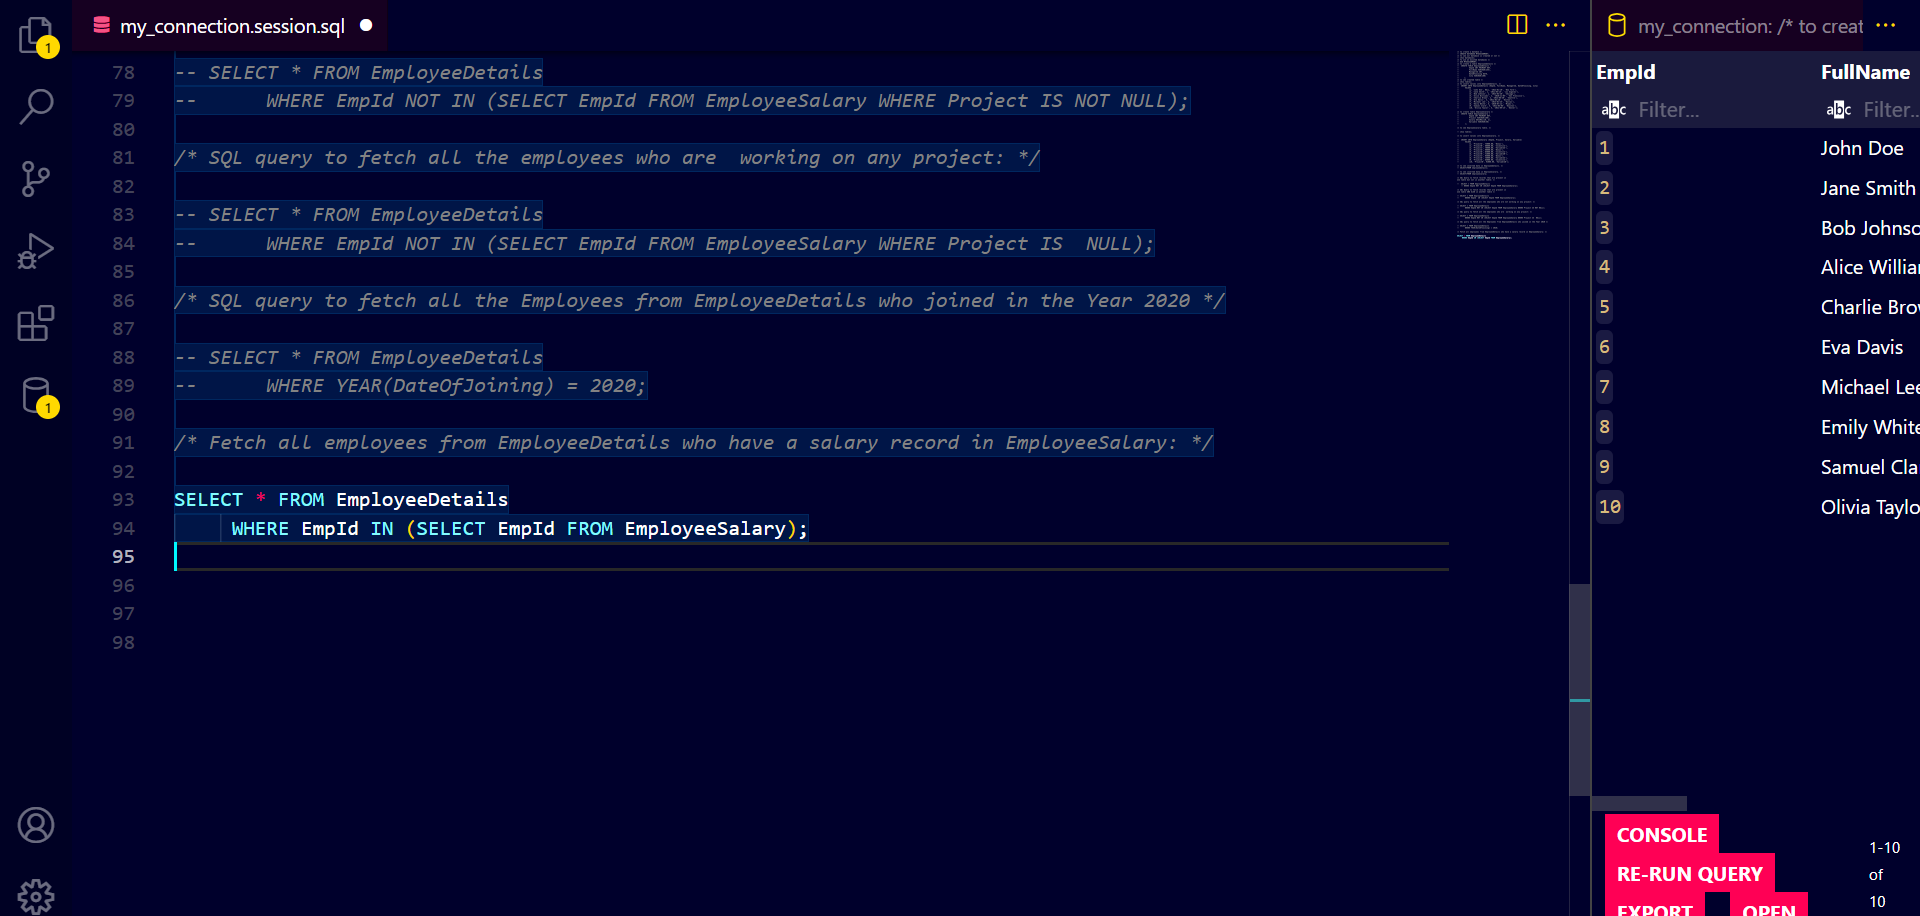 my_connection.session.sql
my_connection: /* to creat
1
1
78 -- SELECT * FROM EmployeeDetails
79 --      WHERE EmpId NOT IN (SELECT EmpId FROM EmployeeSalary WHERE Project IS NOT NULL);
80
81 /* SQL query to fetch all the employees who are  working on any project: */
82
83 -- SELECT * FROM EmployeeDetails
84 --      WHERE EmpId NOT IN (SELECT EmpId FROM EmployeeSalary WHERE Project IS  NULL);
85
86 /* SQL query to fetch all the Employees from EmployeeDetails who joined in the Year 2020 */
87
88 -- SELECT * FROM EmployeeDetails
89 --      WHERE YEAR(DateOfJoining) = 2020;
90
91 /* Fetch all employees from EmployeeDetails who have a salary record in EmployeeSalary: */
92
93 SELECT * FROM EmployeeDetails
94      WHERE EmpId IN (SELECT EmpId FROM EmployeeSalary);
95
96
97
98
EmpId FullName
abc Filter... abc Filter...
1 John Doe
2 Jane Smith
3 Bob Johnso
4 Alice Willia
5 Charlie Bro
6 Eva Davis
7 Michael Lee
8 Emily White
9 Samuel Cla
10 Olivia Taylo
CONSOLE
RE-RUN QUERY
EXPORT OPEN
1-10
of
10